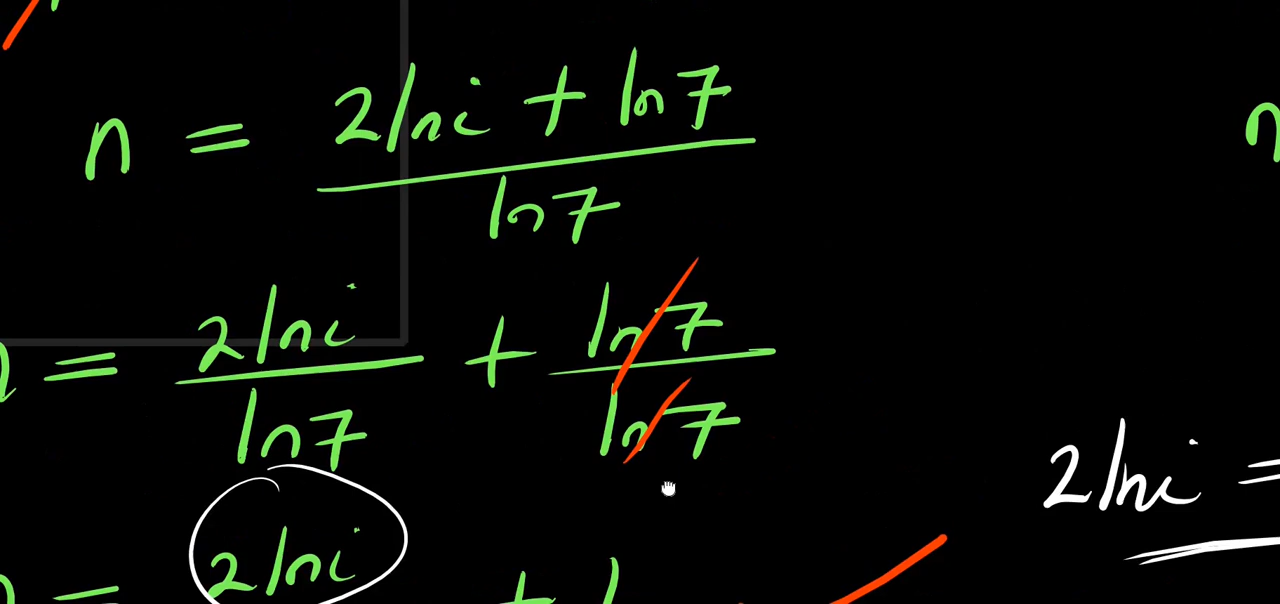 n = (2lni + ln7)/ln7
= 2lni/ln7 + ln7/ln7
2lni =
= 2lni +